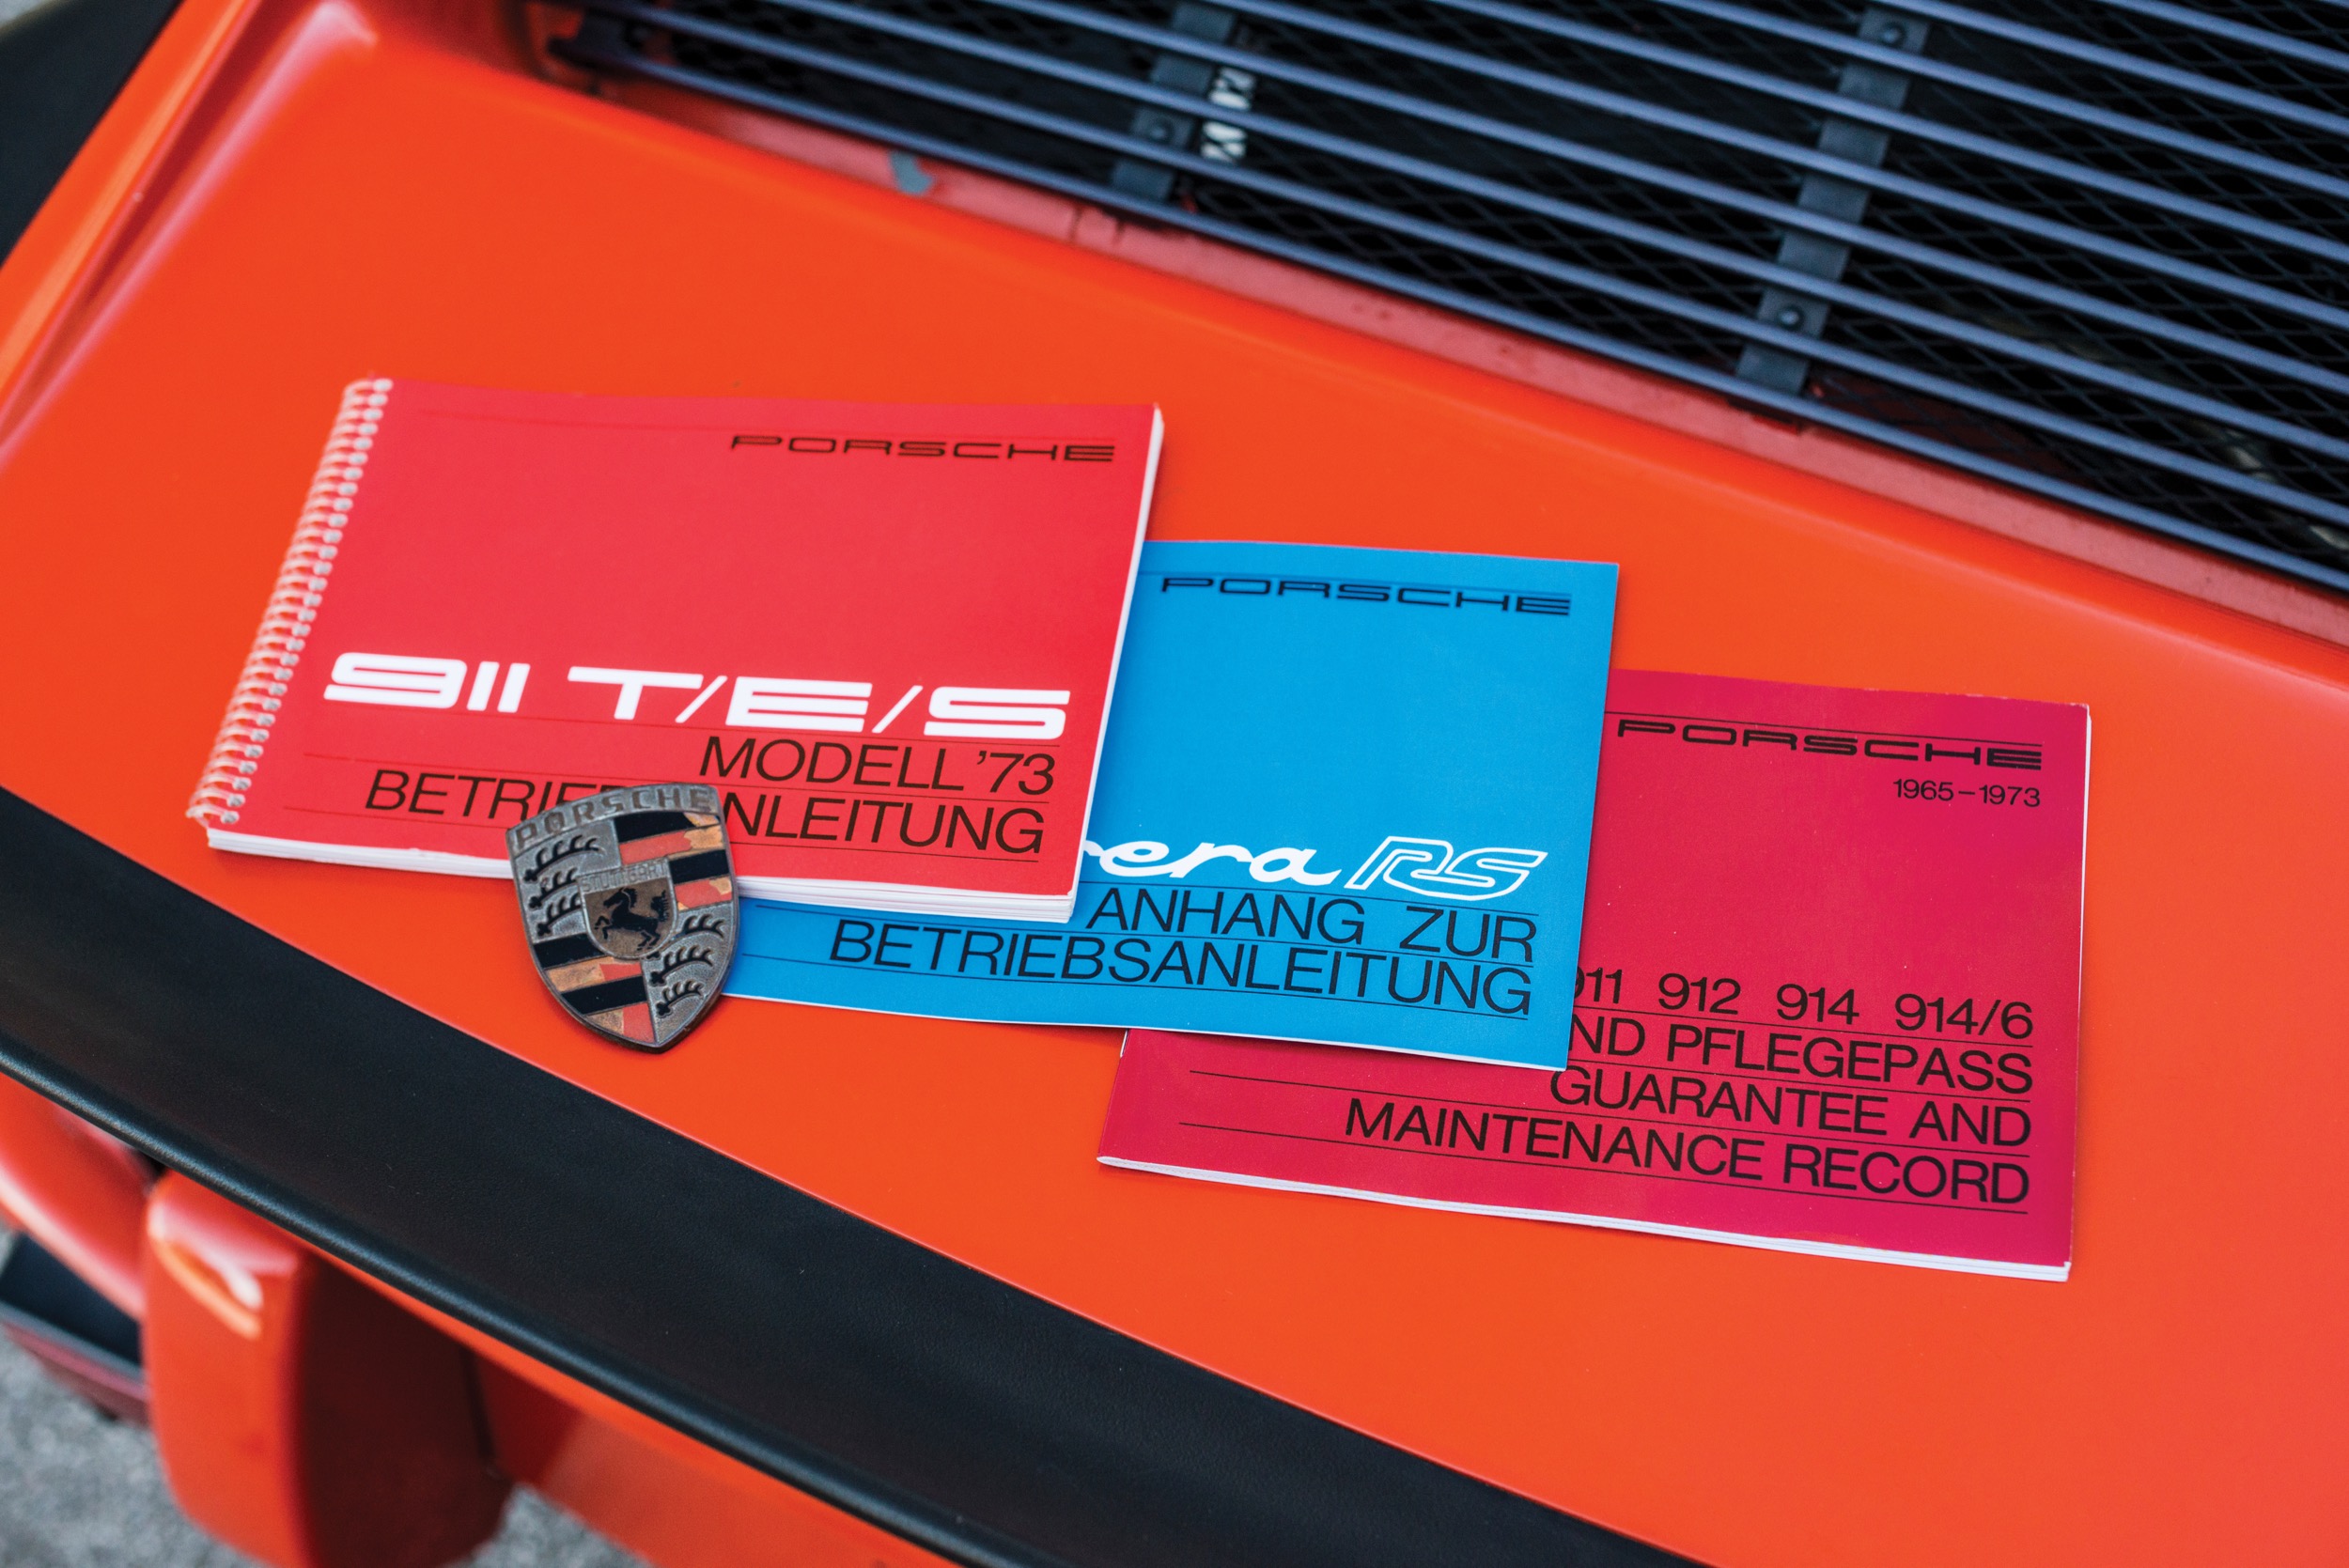 PORSCHE
911 T/E/S
MODELL '73
BETRIE NLEITUNG
PORSCHE
STUTTGART
PORSCHE
rera RS
ANHANG ZUR
BETRIEBSANLEITUNG
PORSCHE
1965–1973
911 912 914 914/6
ND PFLEGEPASS
GUARANTEE AND
MAINTENANCE RECORD